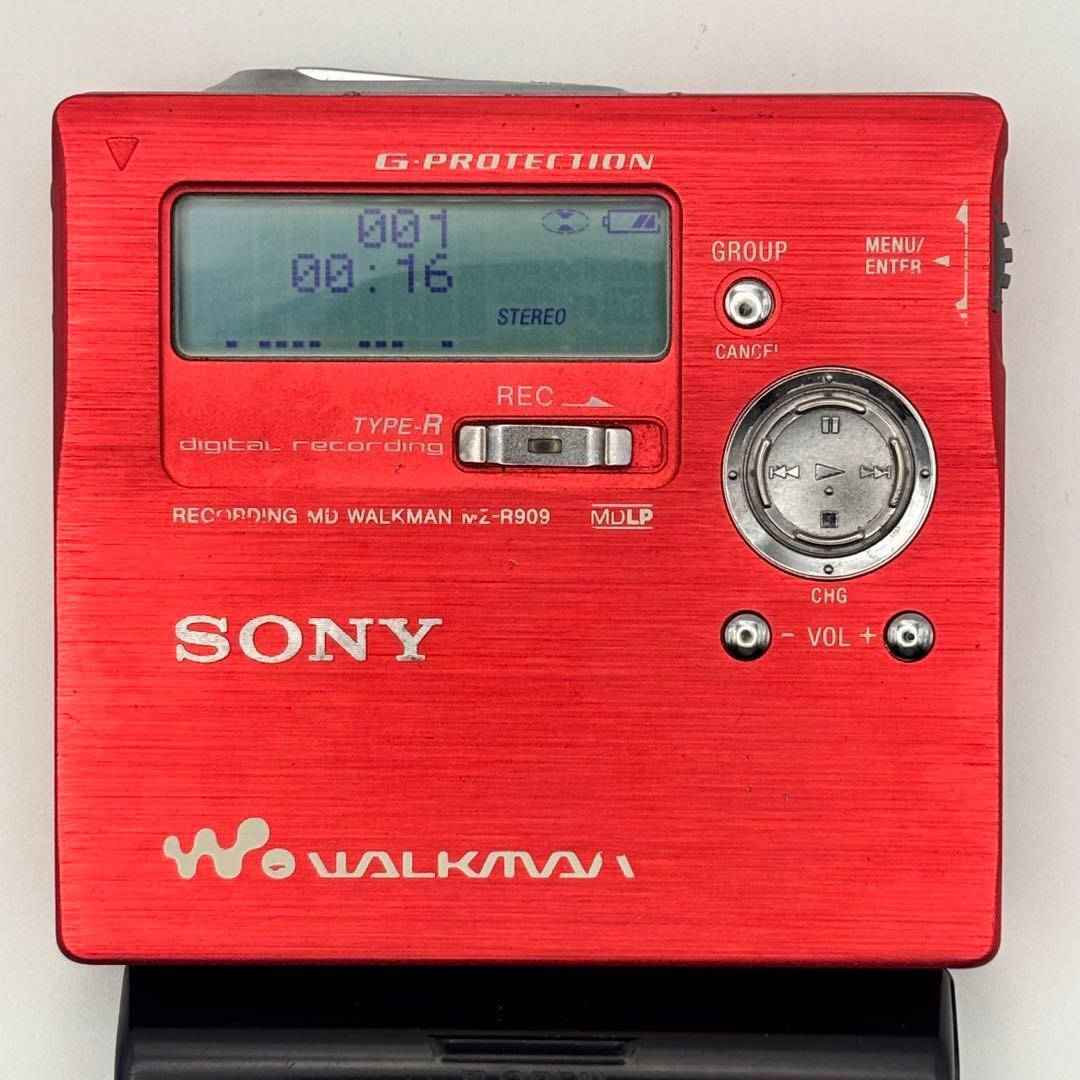 G-PROTECTION
001
00:16
STEREO
GROUP
MENU/
ENTER
CANCEL
REC
TYPE-R
digital recording
RECORDING MD WALKMAN MZ-R909
MDLP
CHG
- VOL +
SONY
WALKMAN